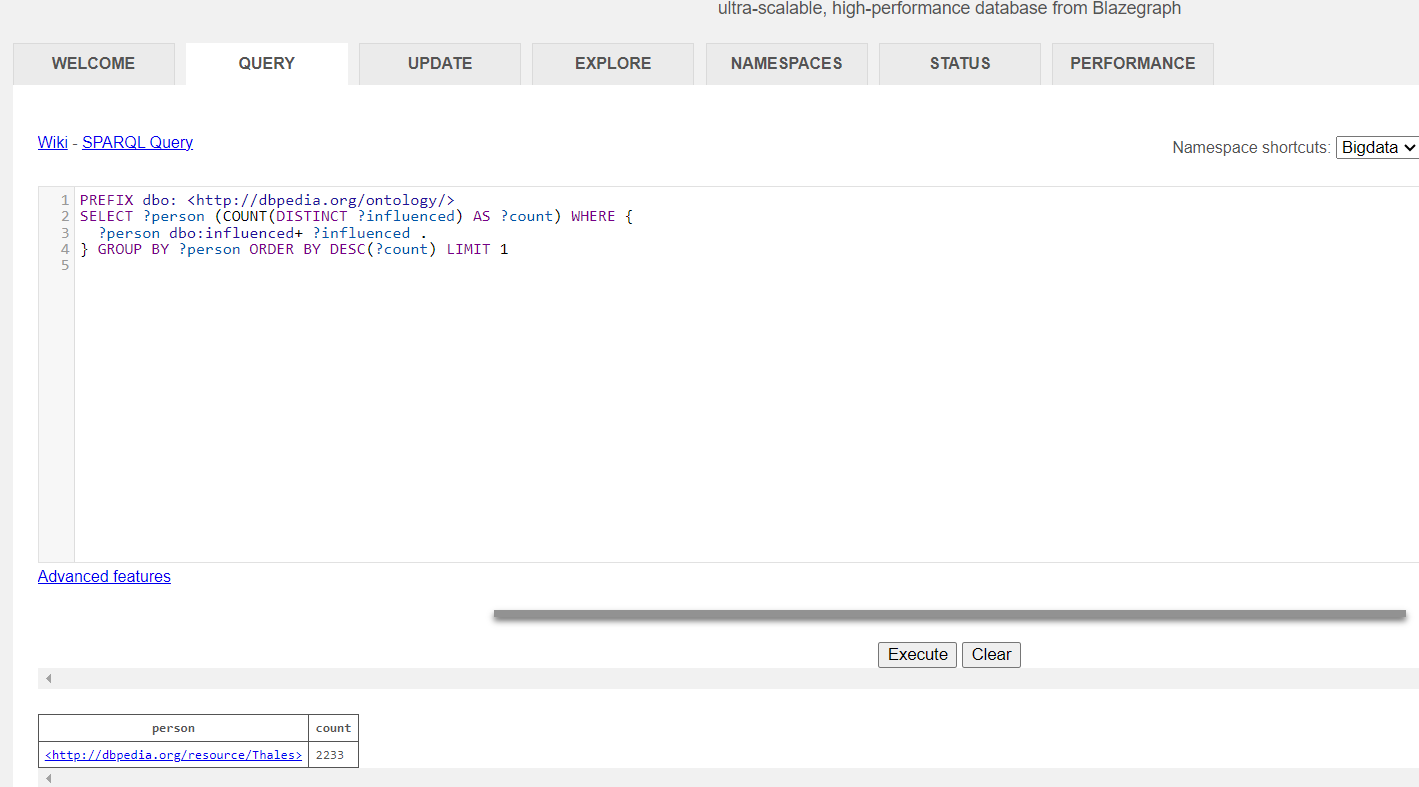 ultra-scalable, high-performance database from Blazegraph
WELCOME QUERY UPDATE EXPLORE NAMESPACES STATUS PERFORMANCE
Wiki - SPARQL Query
Namespace shortcuts: Bigdata
1 PREFIX dbo: <http://dbpedia.org/ontology/>
2 SELECT ?person (COUNT(DISTINCT ?influenced) AS ?count) WHERE {
3   ?person dbo:influenced+ ?influenced .
4 } GROUP BY ?person ORDER BY DESC(?count) LIMIT 1
5
Advanced features
Execute Clear
person count
<http://dbpedia.org/resource/Thales> 2233